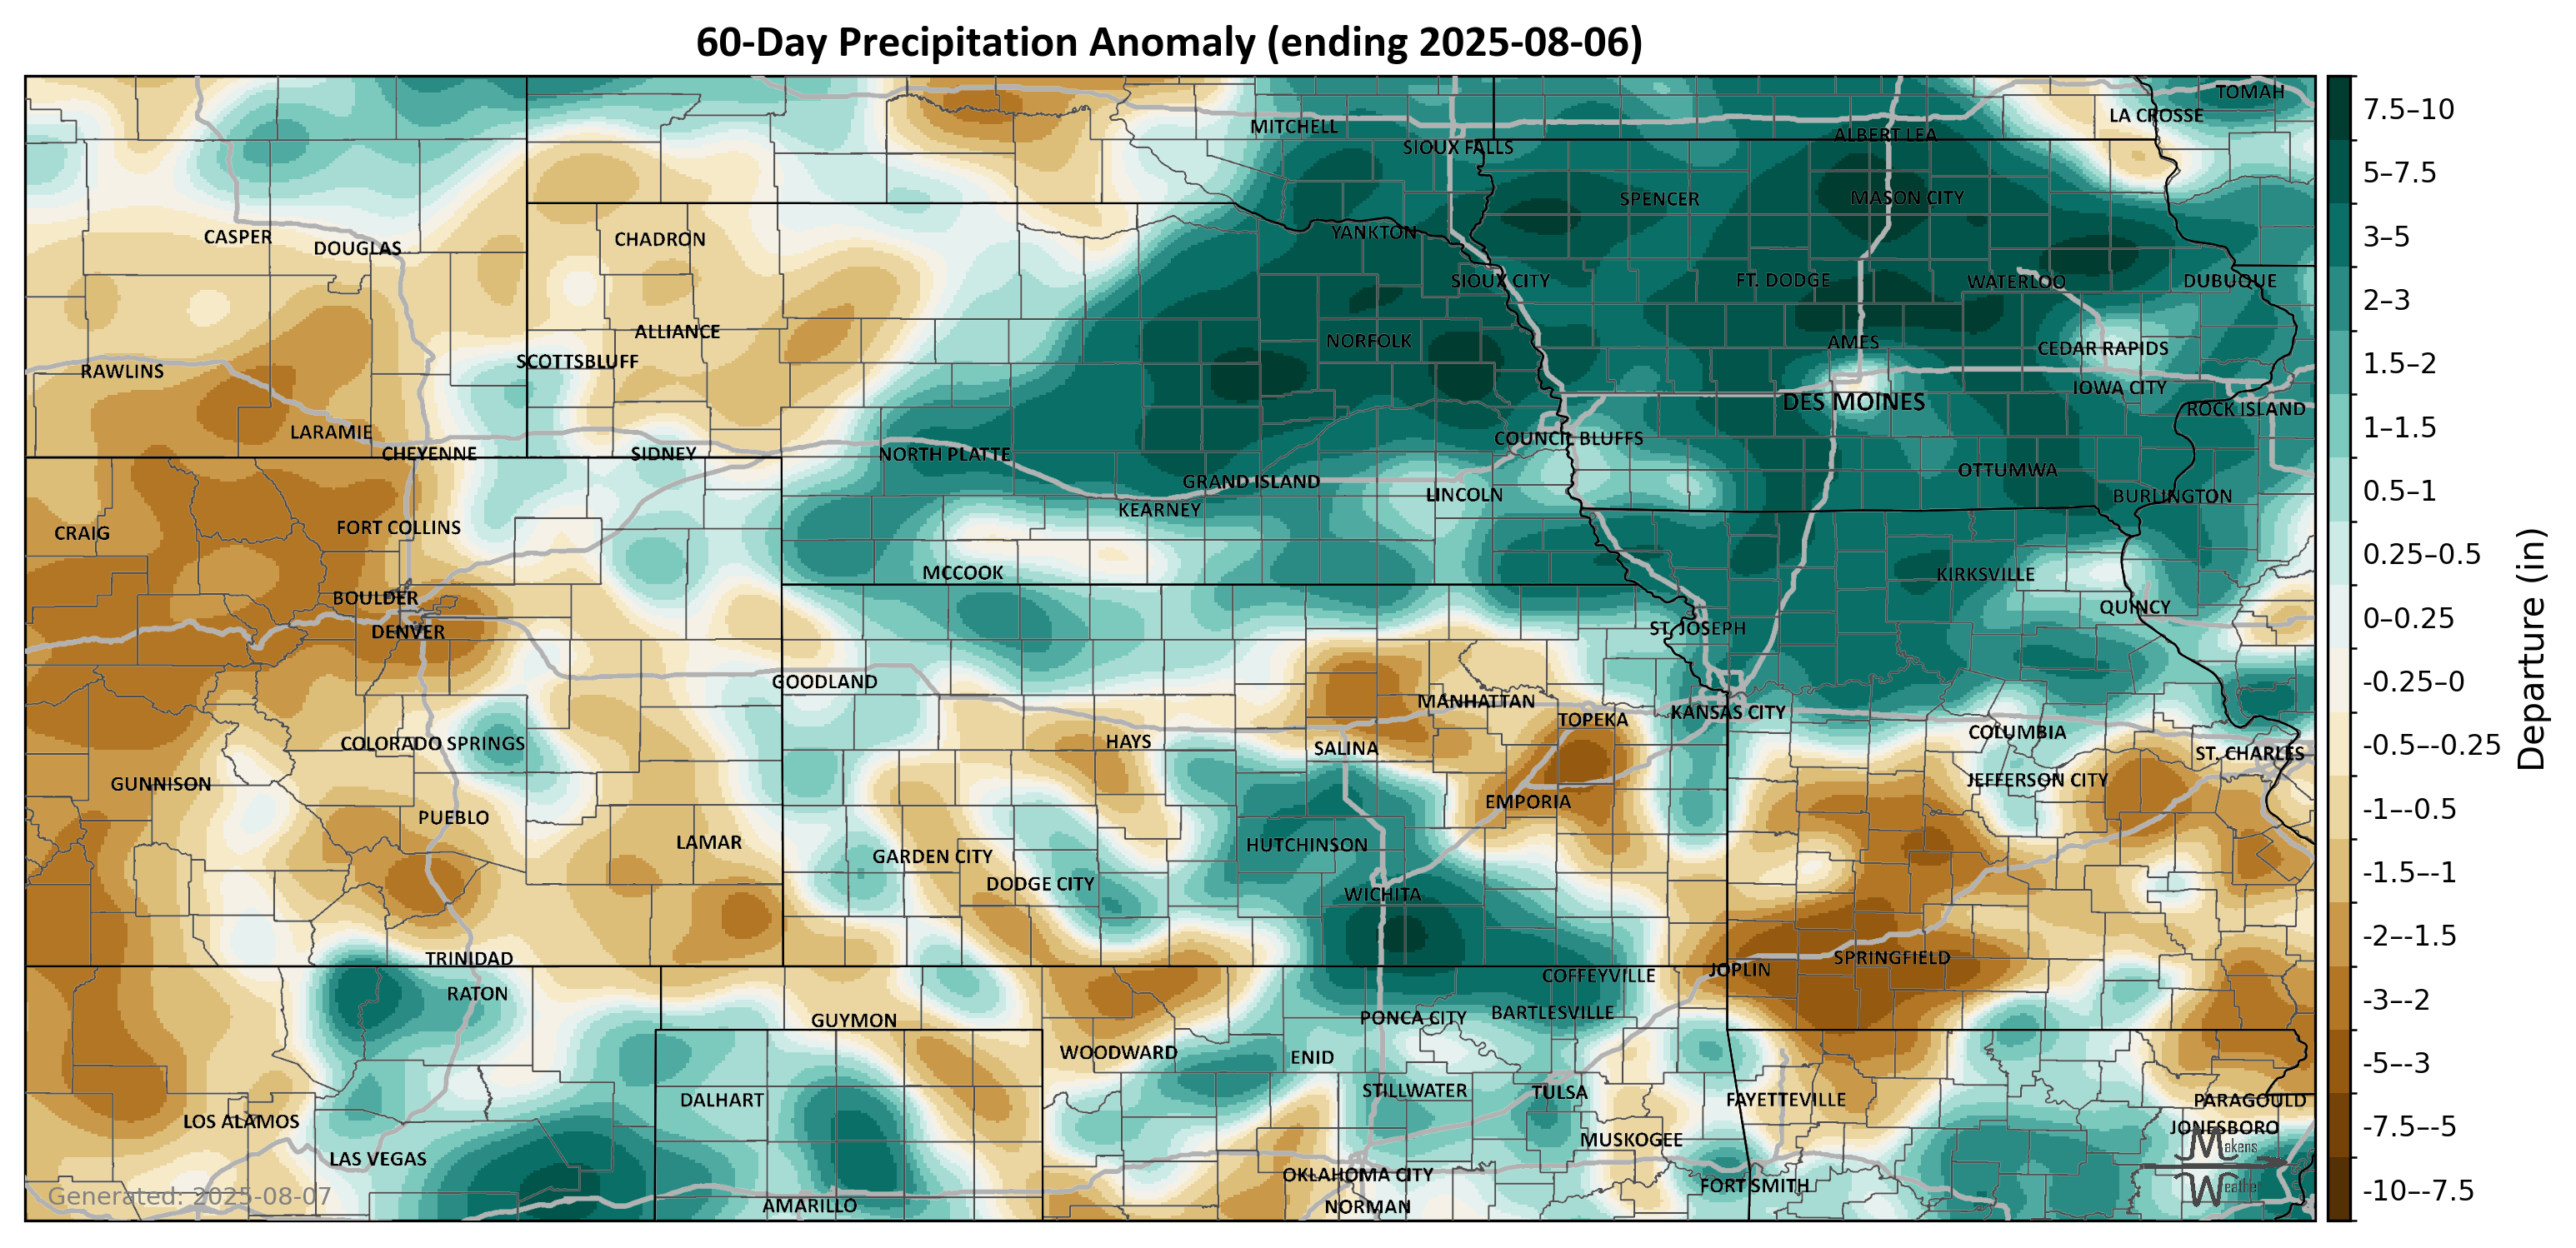 60-Day Precipitation Anomaly (ending 2025-08-06)
TOMAH
LA CROSSE
MITCHELL
ALBERT LEA
SIOUX FALLS
SPENCER
MASON CITY
YANKTON
CASPER
CHADRON
DOUGLAS
SIOUX CITY
FT. DODGE
WATERLOO
DUBUQUE
ALLIANCE
NORFOLK
AMES
CEDAR RAPIDS
SCOTTSBLUFF
RAWLINS
IOWA CITY
DES MOINES
ROCK ISLAND
LARAMIE
COUNCIL BLUFFS
CHEYENNE
SIDNEY
NORTH PLATTE
OTTUMWA
GRAND ISLAND
LINCOLN
BURLINGTON
KEARNEY
CRAIG
FORT COLLINS
MCCOOK
KIRKSVILLE
BOULDER
QUINCY
DENVER
ST. JOSEPH
GOODLAND
MANHATTAN
KANSAS CITY
TOPEKA
COLUMBIA
COLORADO SPRINGS
HAYS
SALINA
ST. CHARLES
GUNNISON
JEFFERSON CITY
EMPORIA
PUEBLO
LAMAR
HUTCHINSON
GARDEN CITY
DODGE CITY
WICHITA
TRINIDAD
SPRINGFIELD
JOPLIN
COFFEYVILLE
RATON
BARTLESVILLE
PONCA CITY
GUYMON
WOODWARD
ENID
STILLWATER
TULSA
DALHART
FAYETTEVILLE
PARAGOULD
LOS ALAMOS
JONESBORO
MUSKOGEE
LAS VEGAS
OKLAHOMA CITY
FORT SMITH
AMARILLO
NORMAN
Makens
Weathe
Generated: 2025-08-07
7.5–10
5–7.5
3–5
2–3
1.5–2
1–1.5
0.5–1
0.25–0.5
0–0.25
-0.25–0
-0.5–-0.25
-1–-0.5
-1.5–-1
-2–-1.5
-3–-2
-5–-3
-7.5–-5
-10–-7.5
Departure (in)